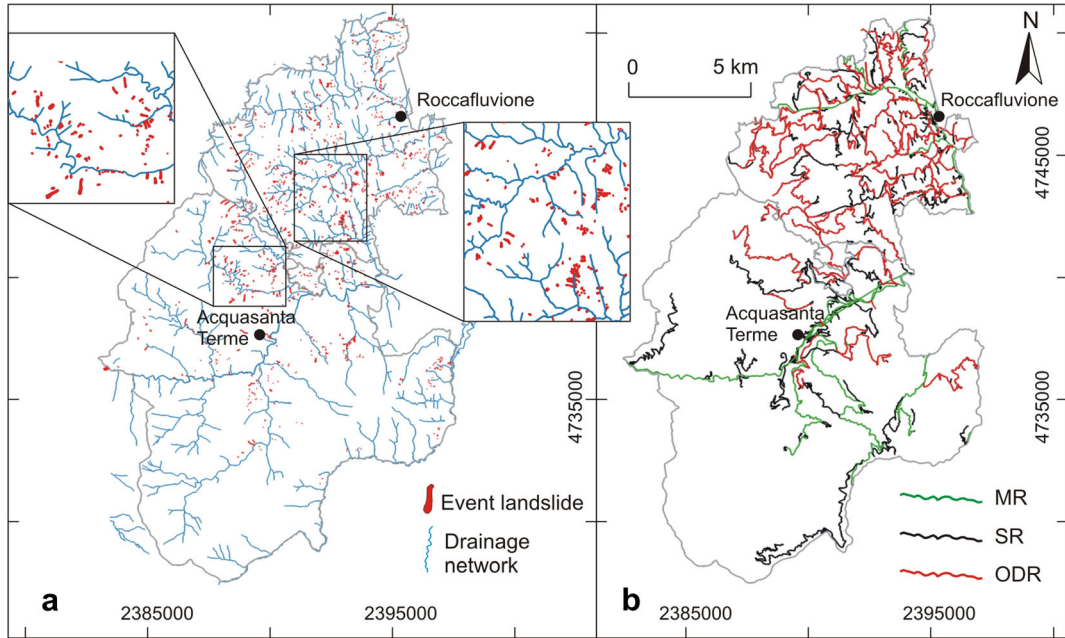 Roccafluvione
Acquasanta
Terme
Event landslide
Drainage
network
a
2385000
2395000
4745000
4735000
N
0
5 km
Roccafluvione
Acquasanta
Terme
MR
SR
ODR
b
2385000
2395000
4745000
4735000